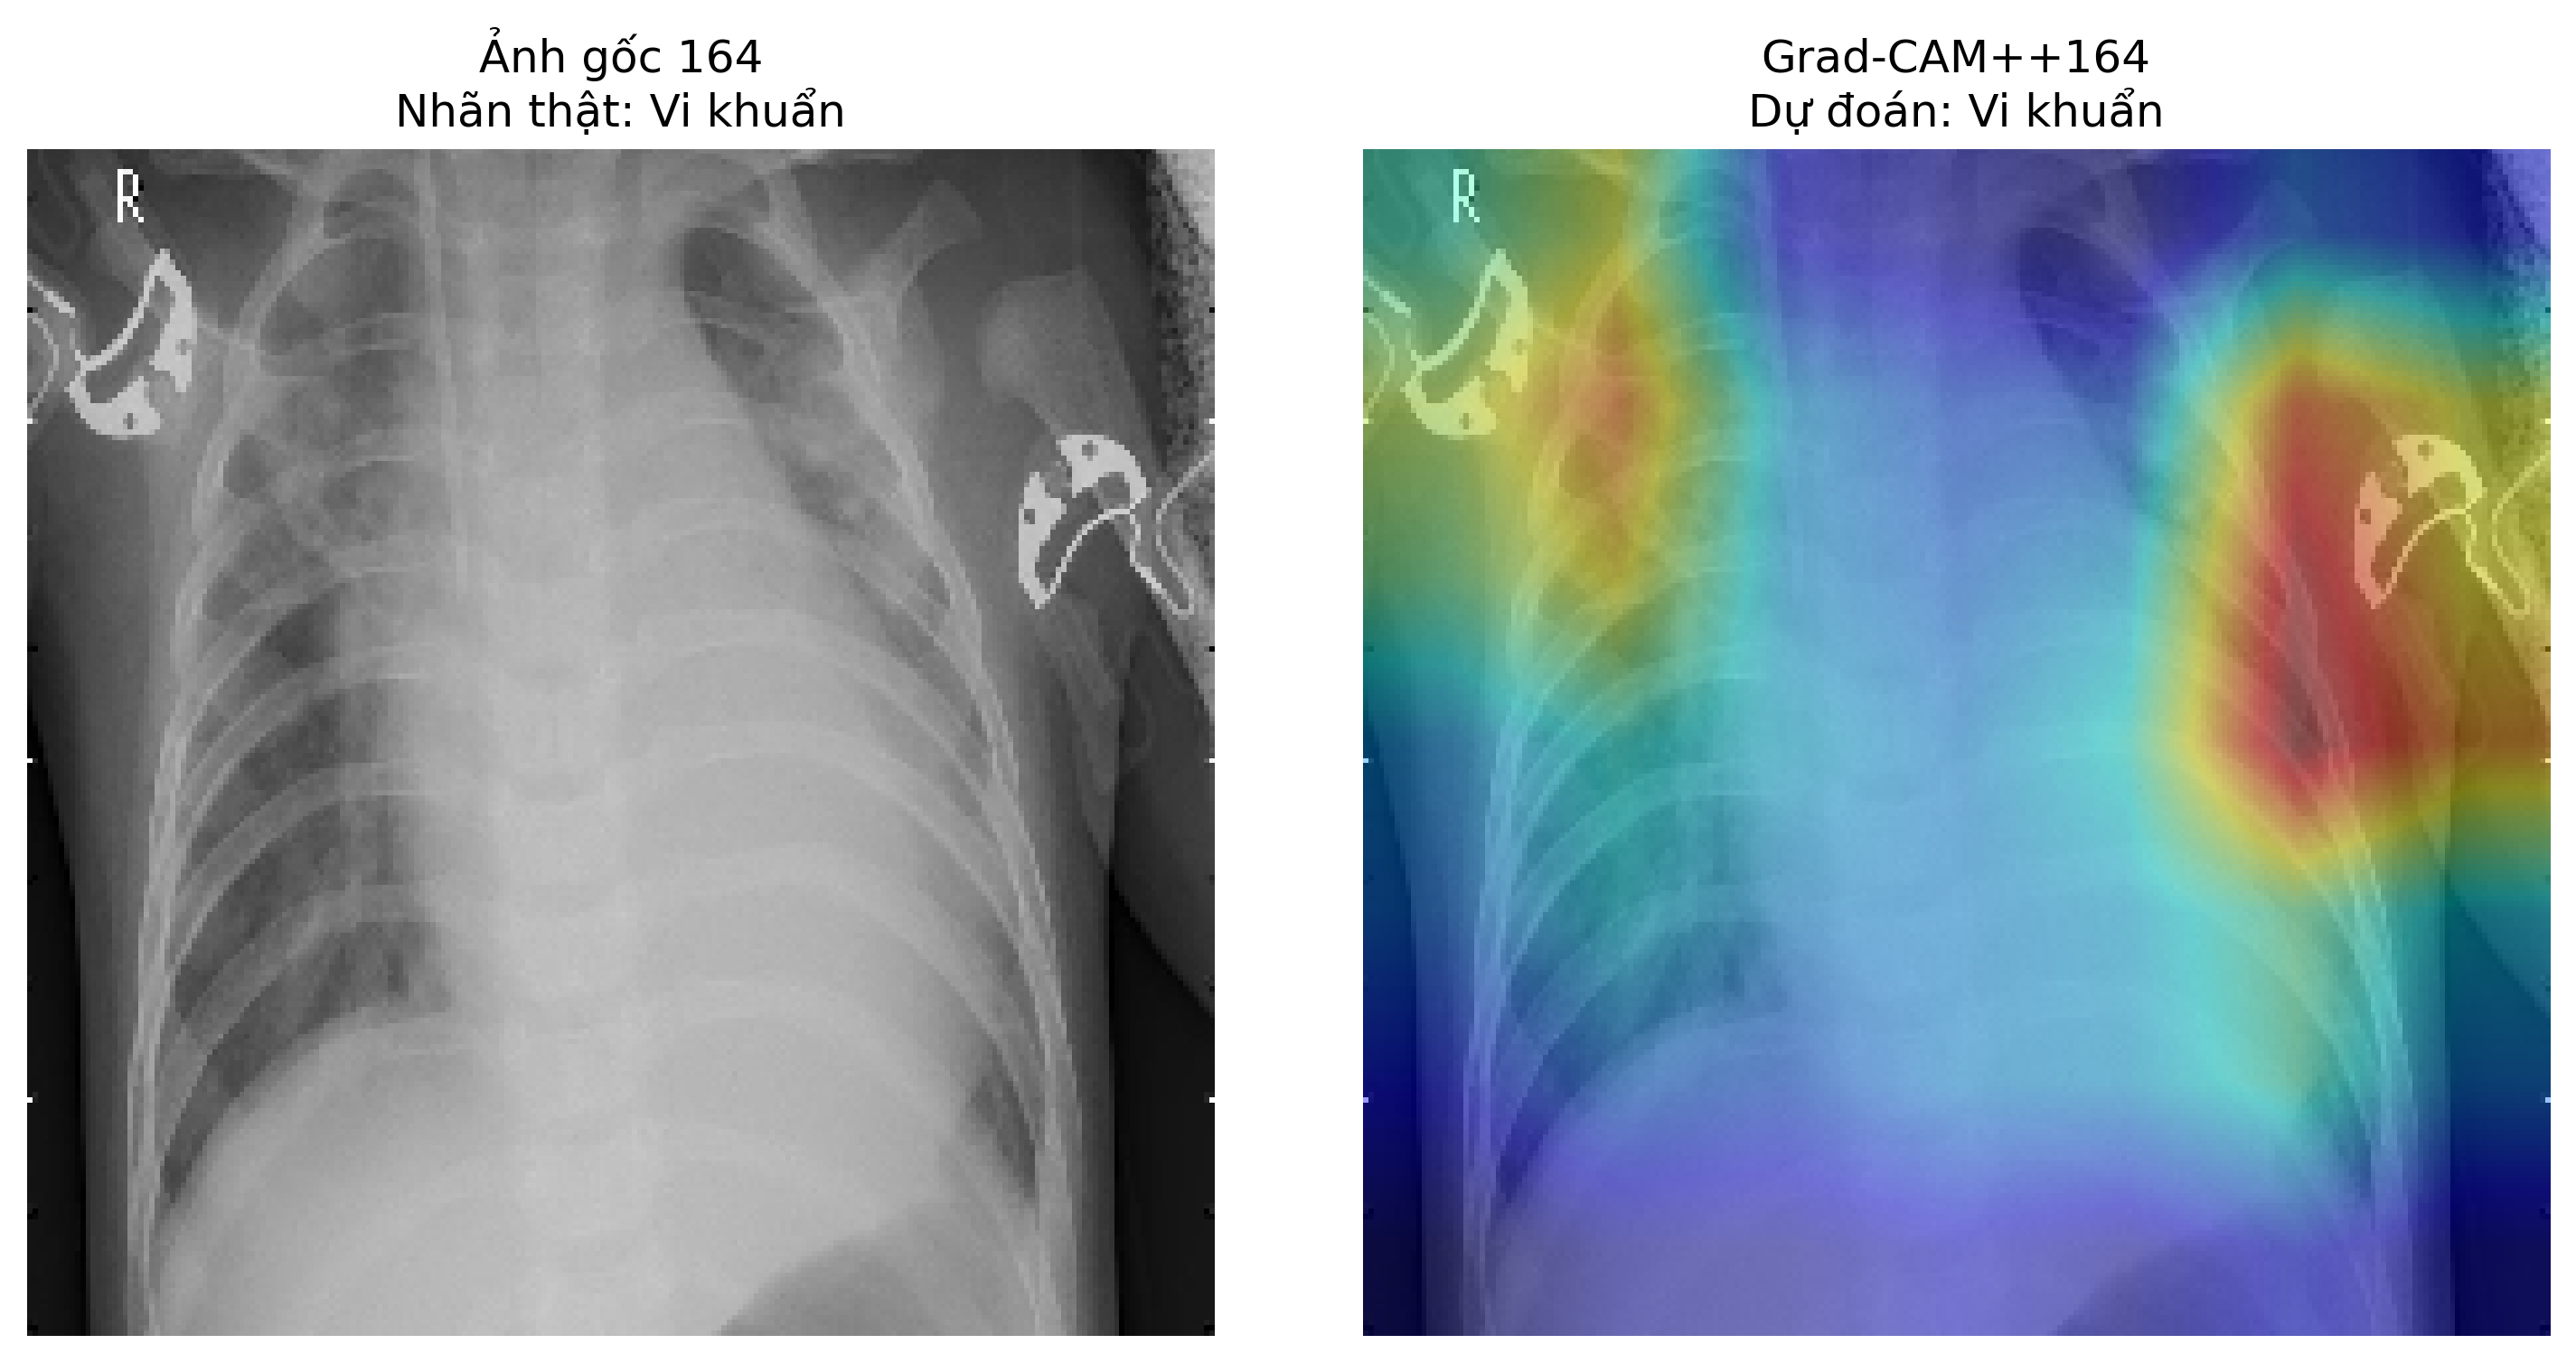 Ảnh gốc 164
Nhãn thật: Vi khuẩn
Grad-CAM++164
Dự đoán: Vi khuẩn
R
R